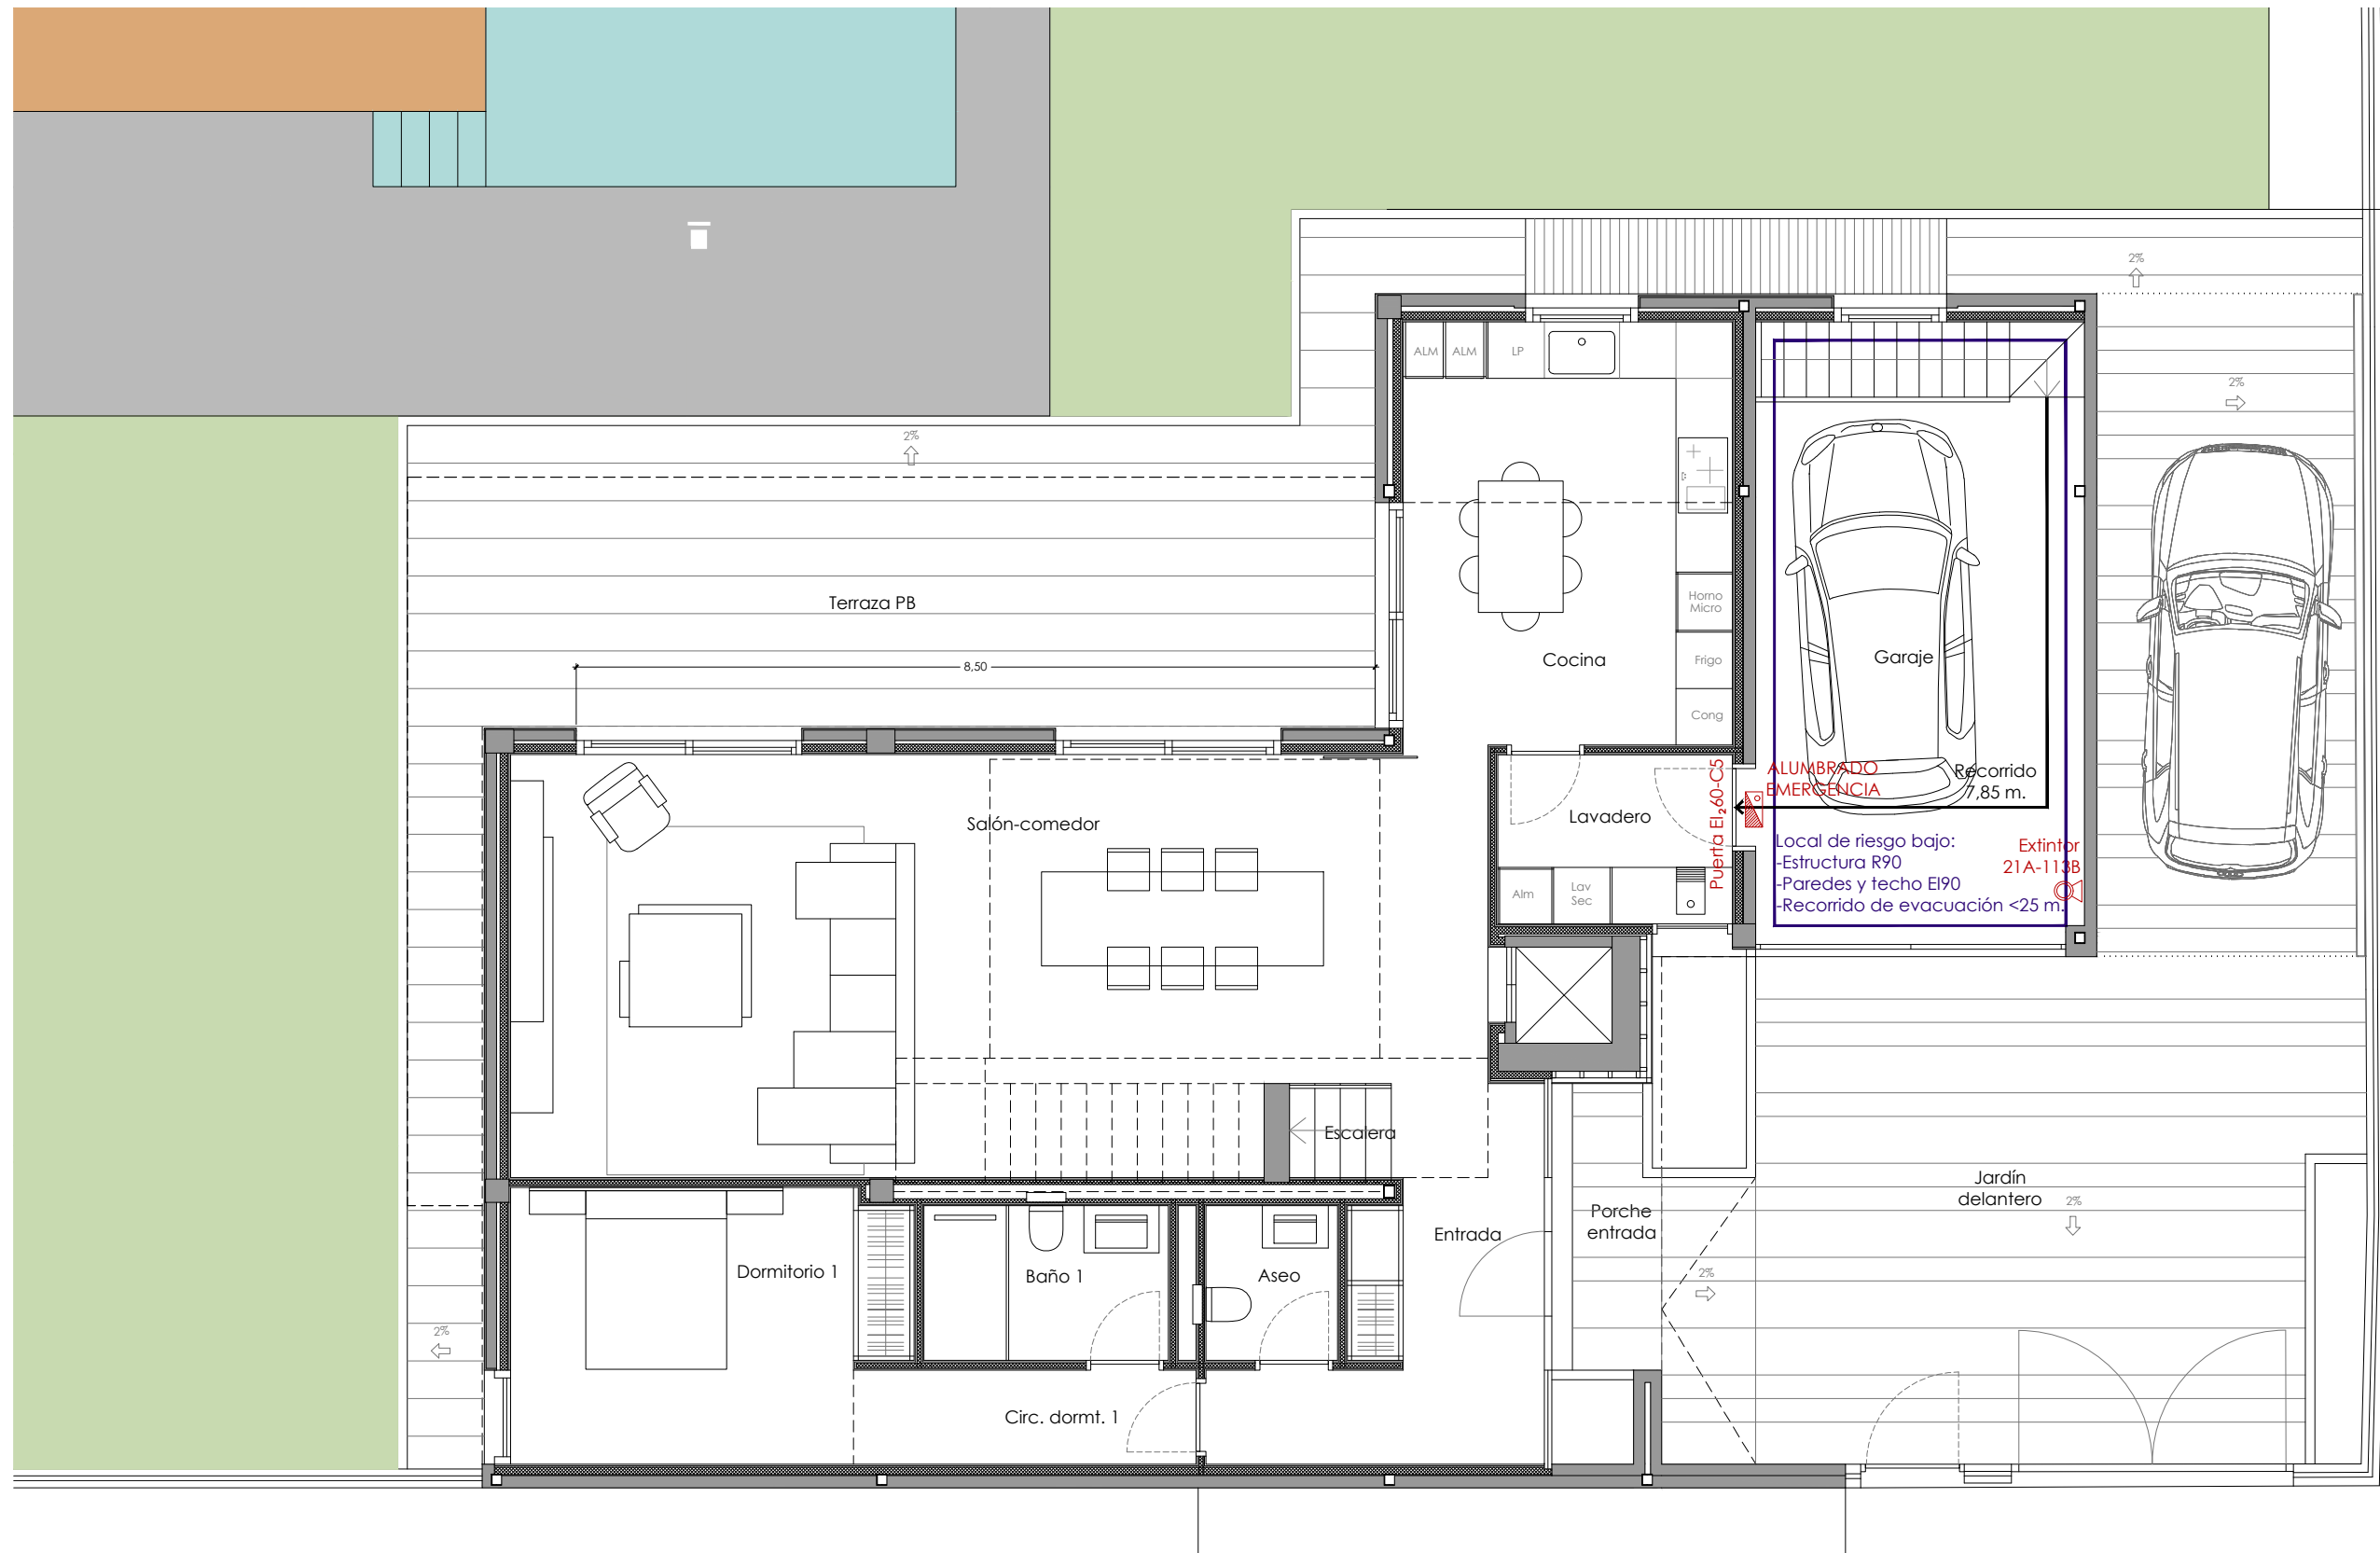 2%
2%
2%
ALM
ALM
LP
Horno
Micro
Frigo
Cong
Cocina
Garaje
Terraza PB
8,50
Salón-comedor
Lavadero
Alm
Lav
Sec
Puerta EI₂60-C5
ALUMBRADO
EMERGENCIA
Recorrido
7,85 m.
Local de riesgo bajo:
-Estructura R90
-Paredes y techo EI90
-Recorrido de evacuación <25 m.
Extintor
21A-113B
Escalera
Jardín
delantero
2%
Porche
entrada
2%
Entrada
Dormitorio 1
Baño 1
Aseo
2%
Circ. dormt. 1